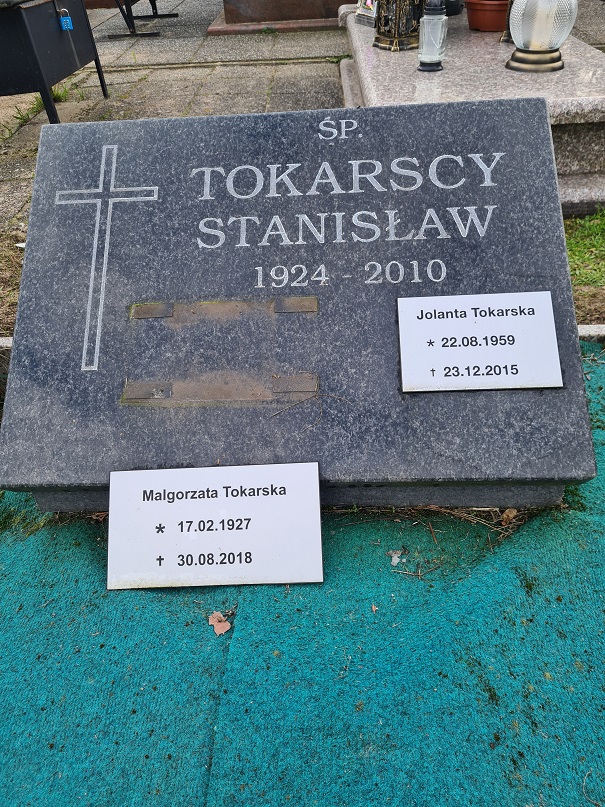 ŚP.
TOKARSCY
STANISŁAW
1924 - 2010
Jolanta Tokarska
* 22.08.1959
† 23.12.2015
Malgorzata Tokarska
* 17.02.1927
† 30.08.2018